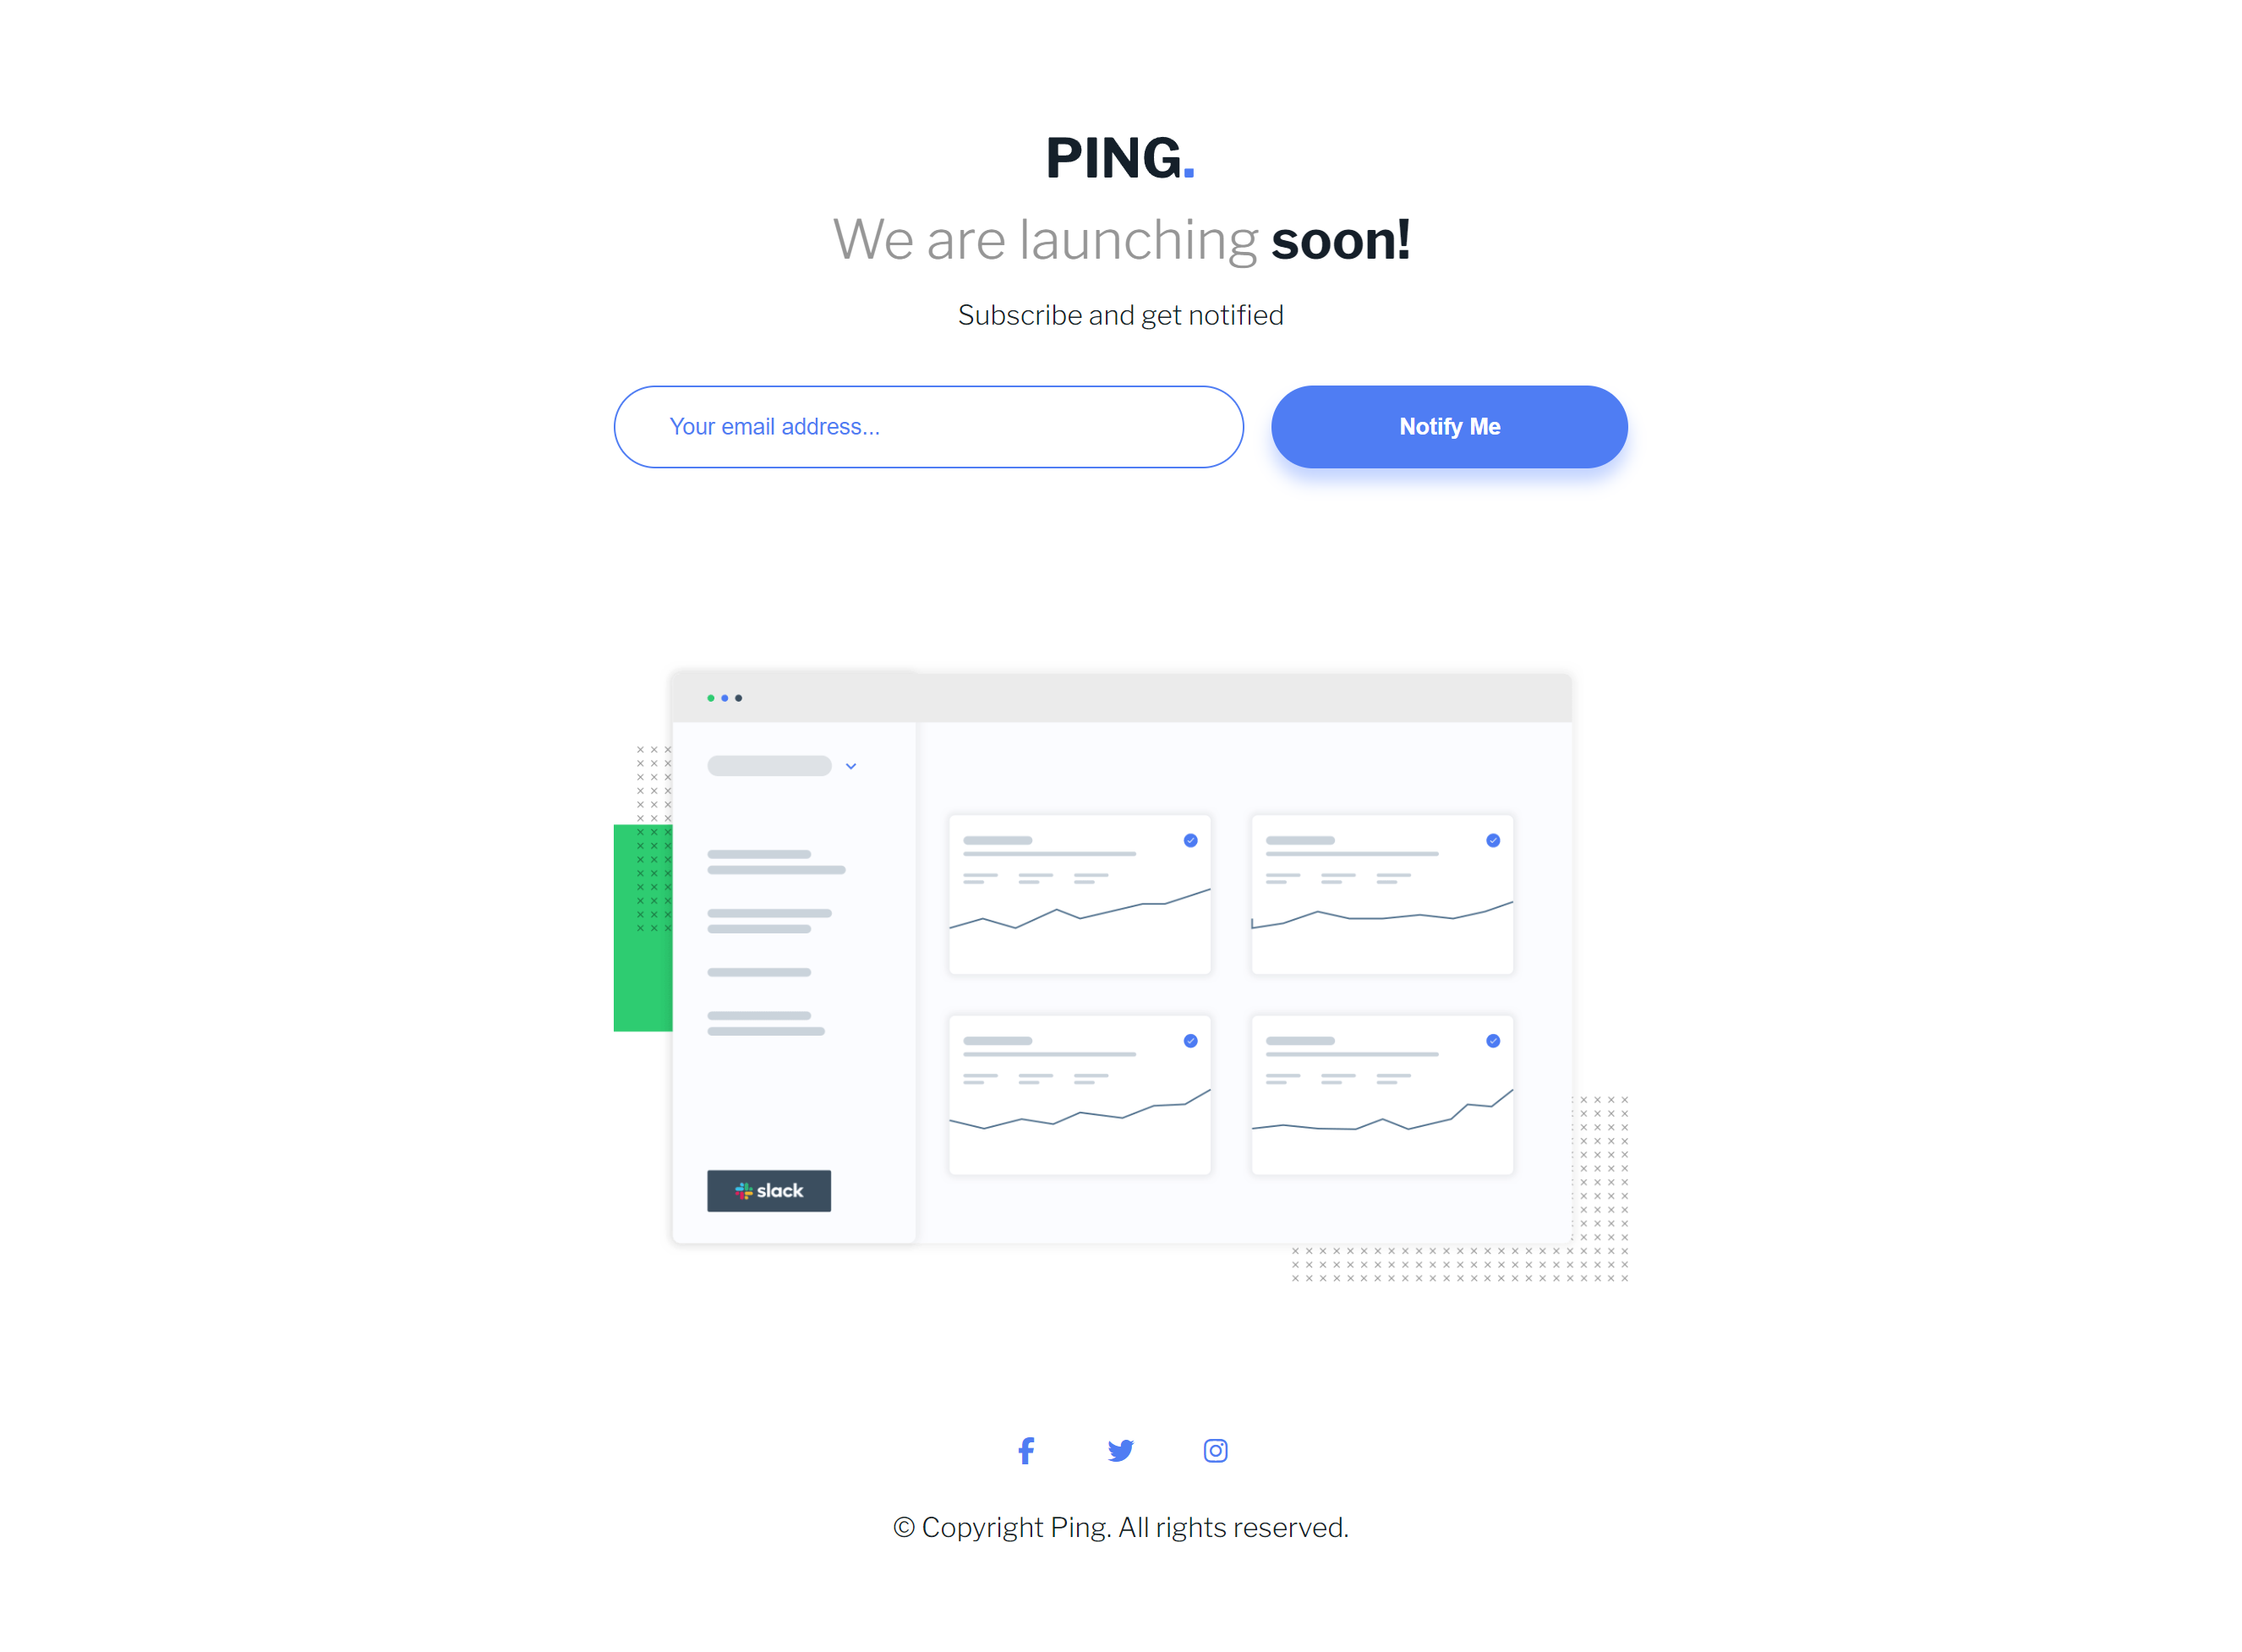 PING.
We are launching soon!
Subscribe and get notified
Your email address...
Notify Me
slack
© Copyright Ping. All rights reserved.